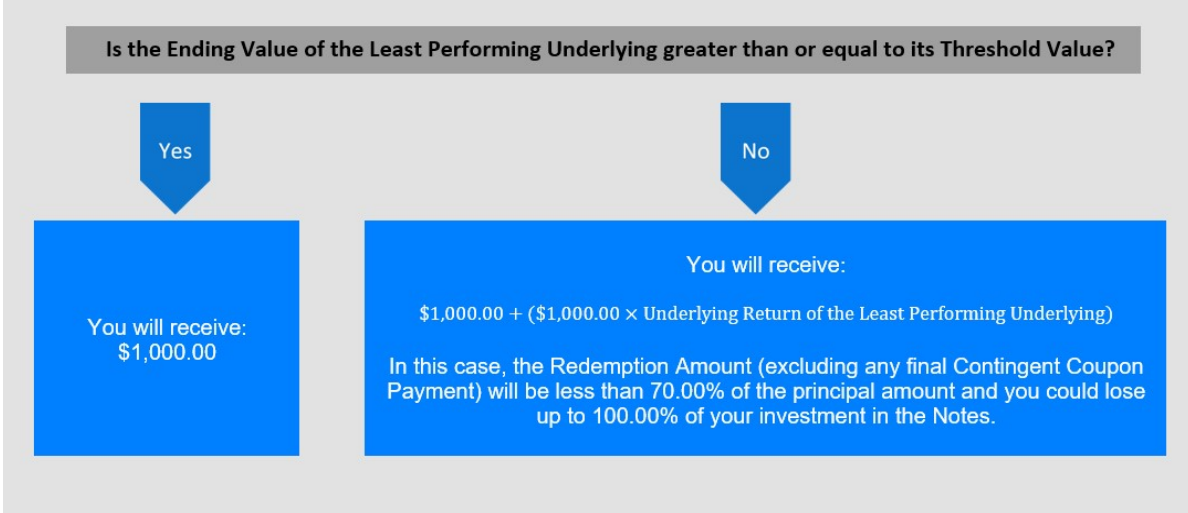 Is the Ending Value of the Least Performing Underlying greater than or equal to its Threshold Value?
Yes
No
You will receive:
$1,000.00
You will receive:
$1,000.00 + ($1,000.00 × Underlying Return of the Least Performing Underlying)
In this case, the Redemption Amount (excluding any final Contingent Coupon
Payment) will be less than 70.00% of the principal amount and you could lose
up to 100.00% of your investment in the Notes.